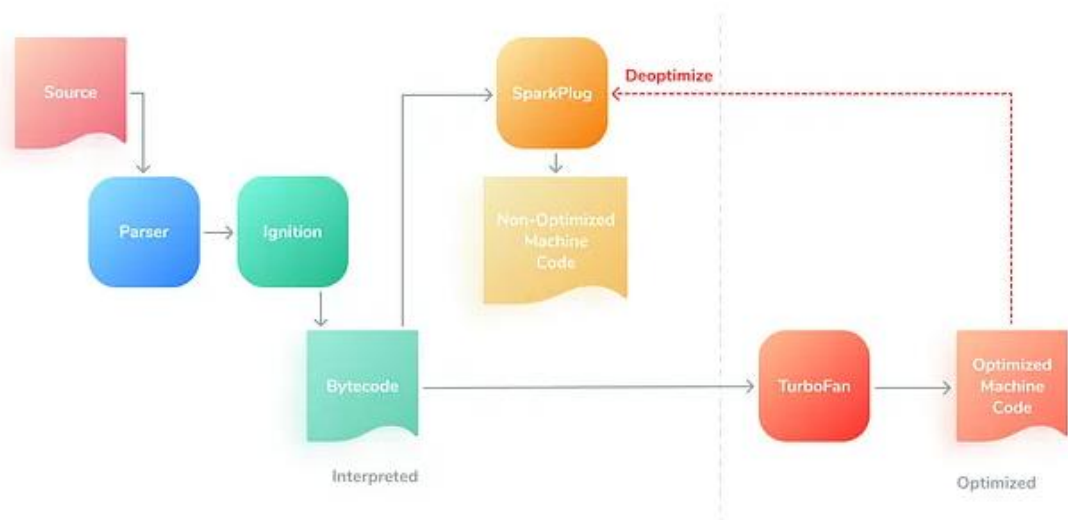 Source
SparkPlug
Deoptimize
Parser
Ignition
Non-Optimized
Machine
Code
Bytecode
TurboFan
Optimized
Machine
Code
Interpreted
Optimized